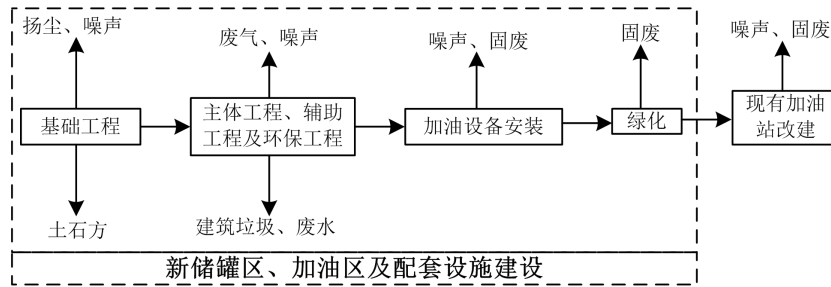 扬尘、噪声
废气、噪声
噪声、固废
固废
噪声、固废
基础工程
主体工程、辅助
工程及环保工程
加油设备安装
绿化
现有加油
站改建
土石方
建筑垃圾、废水
新储罐区、加油区及配套设施建设